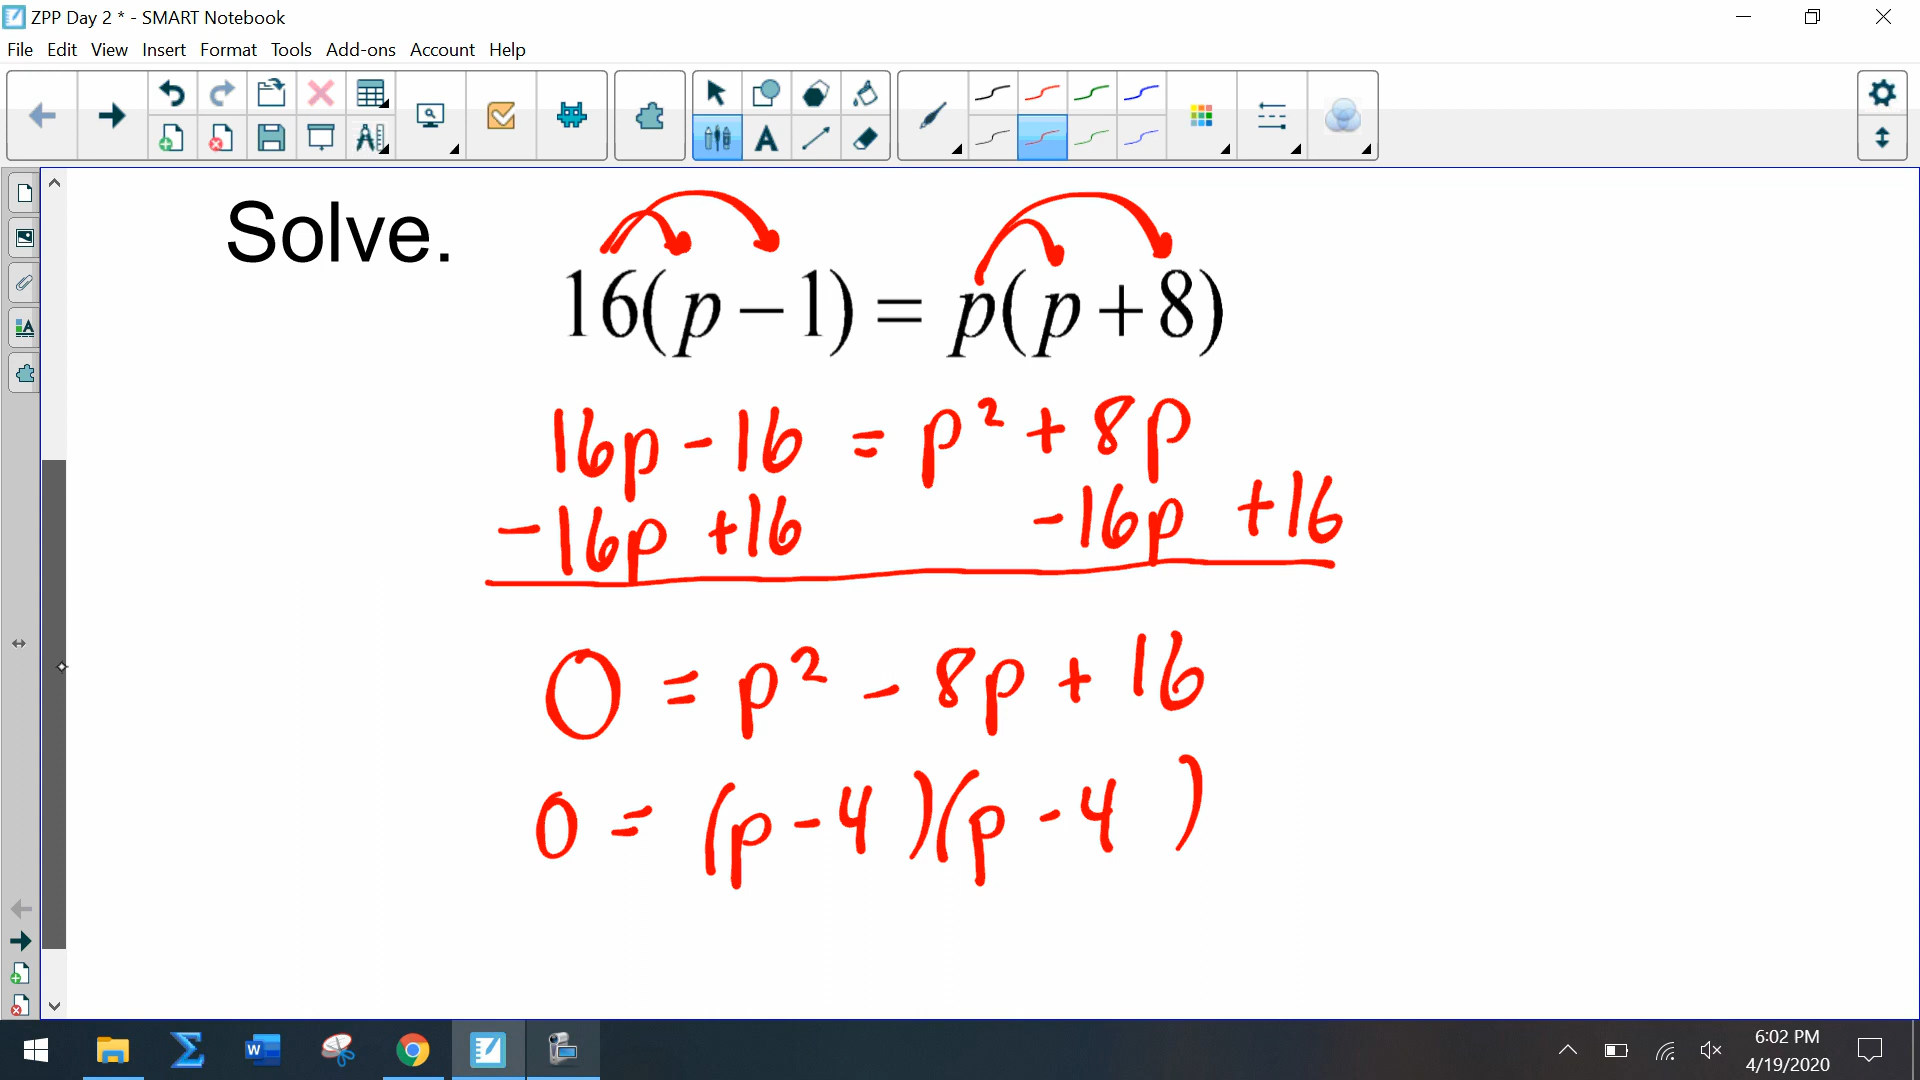 ZPP Day 2 * - SMART Notebook
File Edit View Insert Format Tools Add-ons Account Help
Solve.
16(p − 1) = p(p + 8)
16p - 16 = p² + 8p
- 16p + 16 - 16p + 16
0 = p² - 8p + 16
0 = (p - 4 )(p - 4 )
6:02 PM
4/19/2020